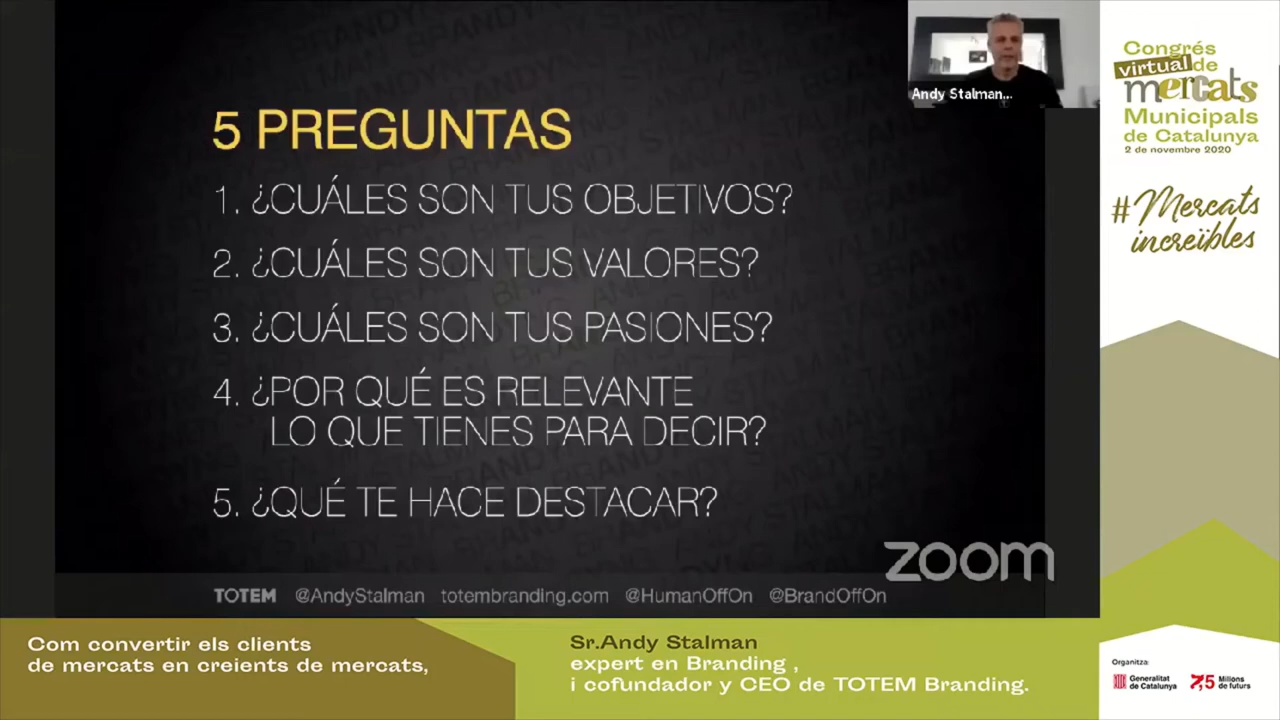 5 PREGUNTAS
1. ¿CUÁLES SON TUS OBJETIVOS?
2. ¿CUÁLES SON TUS VALORES?
3. ¿CUÁLES SON TUS PASIONES?
4. ¿POR QUÉ ES RELEVANTE
LO QUE TIENES PARA DECIR?
5. ¿QUÉ TE HACE DESTACAR?
zoom
TOTEM @AndyStalman totembranding.com @HumanOffOn @BrandOffOn
Andy Stalman...
Congrés
virtual de
mercats
Municipals
de Catalunya
2 de novembre 2020
#Mercats
increïbles
Com convertir els clients
de mercats en creients de mercats,
Sr.Andy Stalman
expert en Branding ,
i cofundador y CEO de TOTEM Branding.
Organitza:
Generalitat
de Catalunya
7,5 Milions
de futurs